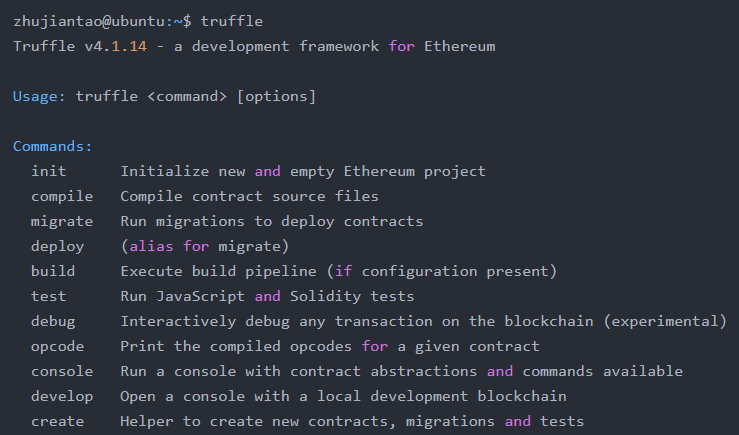 zhujiantao@ubuntu:~$ truffle
Truffle v4.1.14 - a development framework for Ethereum
Usage: truffle <command> [options]
Commands:
init Initialize new and empty Ethereum project
compile Compile contract source files
migrate Run migrations to deploy contracts
deploy (alias for migrate)
build Execute build pipeline (if configuration present)
test Run JavaScript and Solidity tests
debug Interactively debug any transaction on the blockchain (experimental)
opcode Print the compiled opcodes for a given contract
console Run a console with contract abstractions and commands available
develop Open a console with a local development blockchain
create Helper to create new contracts, migrations and tests